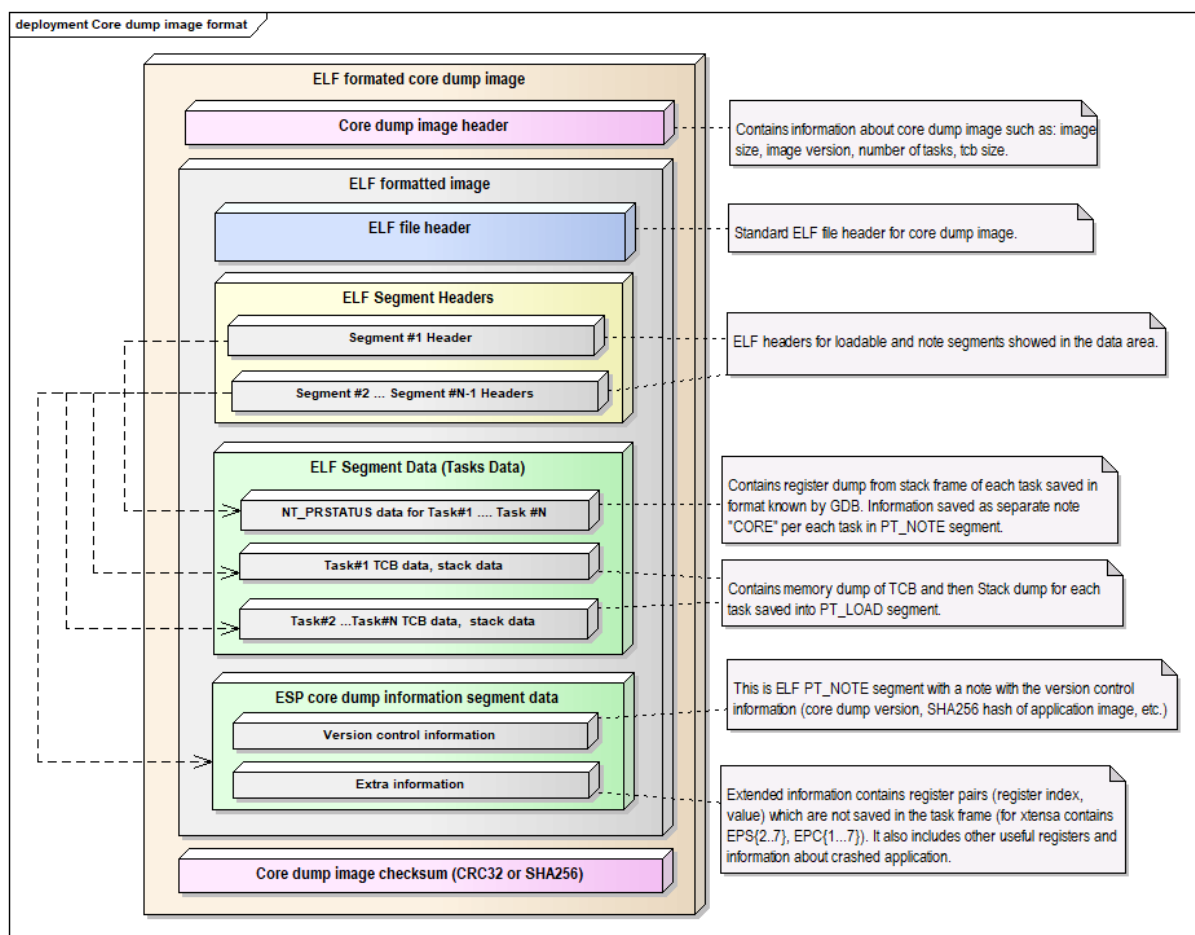 deployment Core dump image format
ELF formated core dump image
Core dump image header
Contains information about core dump image such as: image
size, image version, number of tasks, tcb size.
ELF formatted image
ELF file header
Standard ELF file header for core dump image.
ELF Segment Headers
Segment #1 Header
ELF headers for loadable and note segments showed in the data area.
Segment #2 ... Segment #N-1 Headers
ELF Segment Data (Tasks Data)
NT_PRSTATUS data for Task#1 .... Task #N
Contains register dump from stack frame of each task saved in
format known by GDB. Information saved as separate note
"CORE" per each task in PT_NOTE segment.
Task#1 TCB data, stack data
Task#2 ...Task#N TCB data,  stack data
Contains memory dump of TCB and then Stack dump for each
task saved into PT_LOAD segment.
ESP core dump information segment data
Version control information
This is ELF PT_NOTE segment with a note with the version control
information (core dump version, SHA256 hash of application image, etc.)
Extra information
Extended information contains register pairs (register index,
value) which are not saved in the task frame (for xtensa contains
EPS{2..7}, EPC{1...7}). It also includes other useful registers and
information about crashed application.
Core dump image checksum (CRC32 or SHA256)